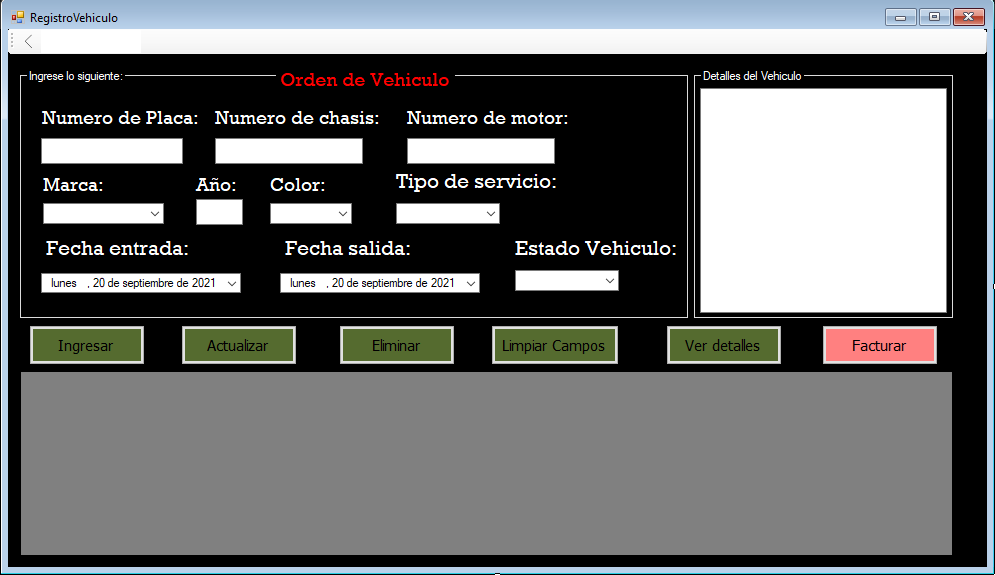 RegistroVehiculo
Ingrese lo siguiente:
Orden de Vehiculo
Detalles del Vehiculo
Numero de Placa: Numero de chasis: Numero de motor:
Marca: Año: Color: Tipo de servicio:
Fecha entrada: Fecha salida: Estado Vehiculo:
lunes , 20 de septiembre de 2021 lunes , 20 de septiembre de 2021
Ingresar Actualizar Eliminar Limpiar Campos Ver detalles Facturar